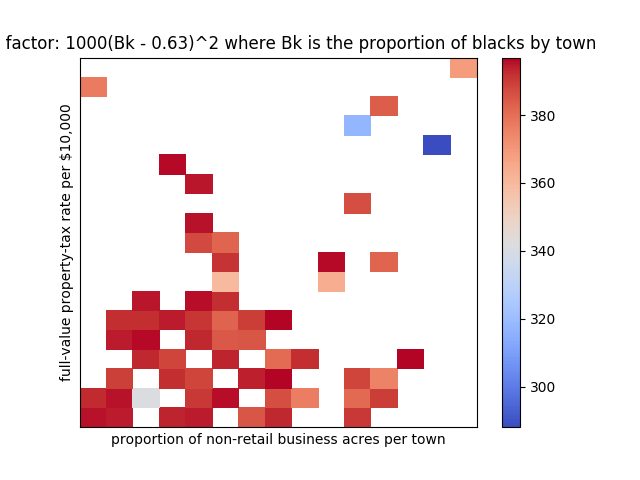 factor: 1000(Bk - 0.63)^2 where Bk is the proportion of blacks by town
full-value property-tax rate per $10,000
proportion of non-retail business acres per town
380
360
340
320
300